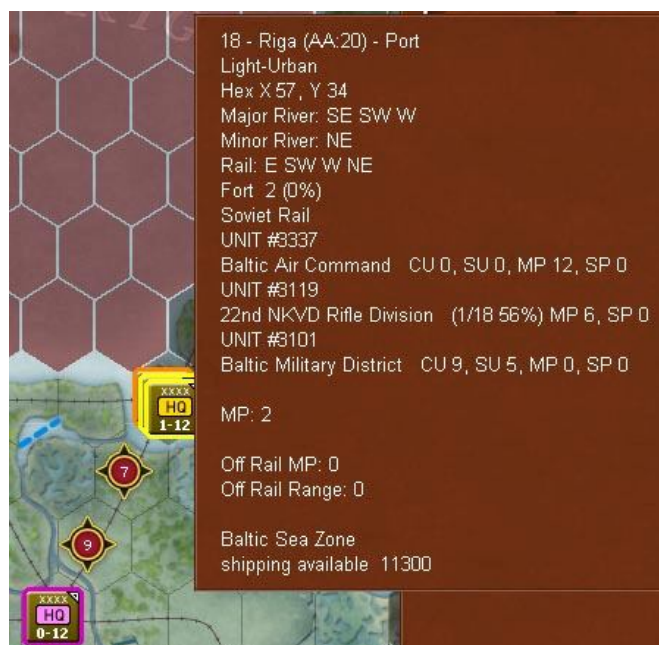 18 - Riga (AA:20) - Port
Light-Urban
Hex X 57, Y 34
Major River: SE SW W
Minor River: NE
Rail: E SW W NE
Fort 2 (0%)
Soviet Rail
UNIT #3337
Baltic Air Command CU 0, SU 0, MP 12, SP 0
UNIT #3119
22nd NKVD Rifle Division (1/18 56%) MP 6, SP 0
UNIT #3101
Baltic Military District CU 9, SU 5, MP 0, SP 0
MP: 2
Off Rail MP: 0
Off Rail Range: 0
Baltic Sea Zone
shipping available 11300
XXXX
HQ
1-12
7
9
XXXX
HQ
0-12